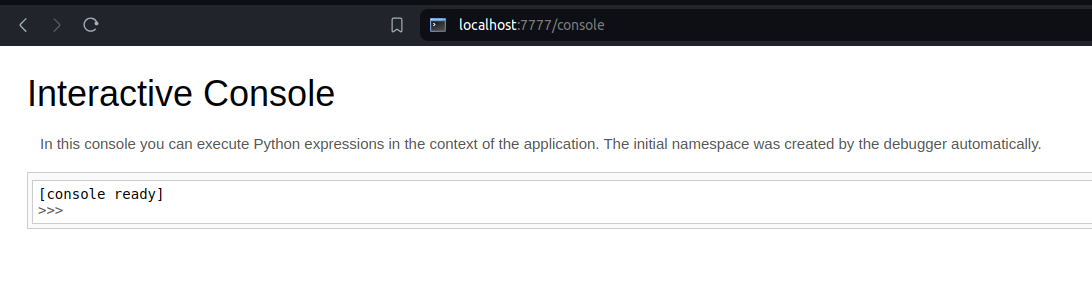 localhost:7777/console
Interactive Console
In this console you can execute Python expressions in the context of the application. The initial namespace was created by the debugger automatically.
[console ready]
>>>